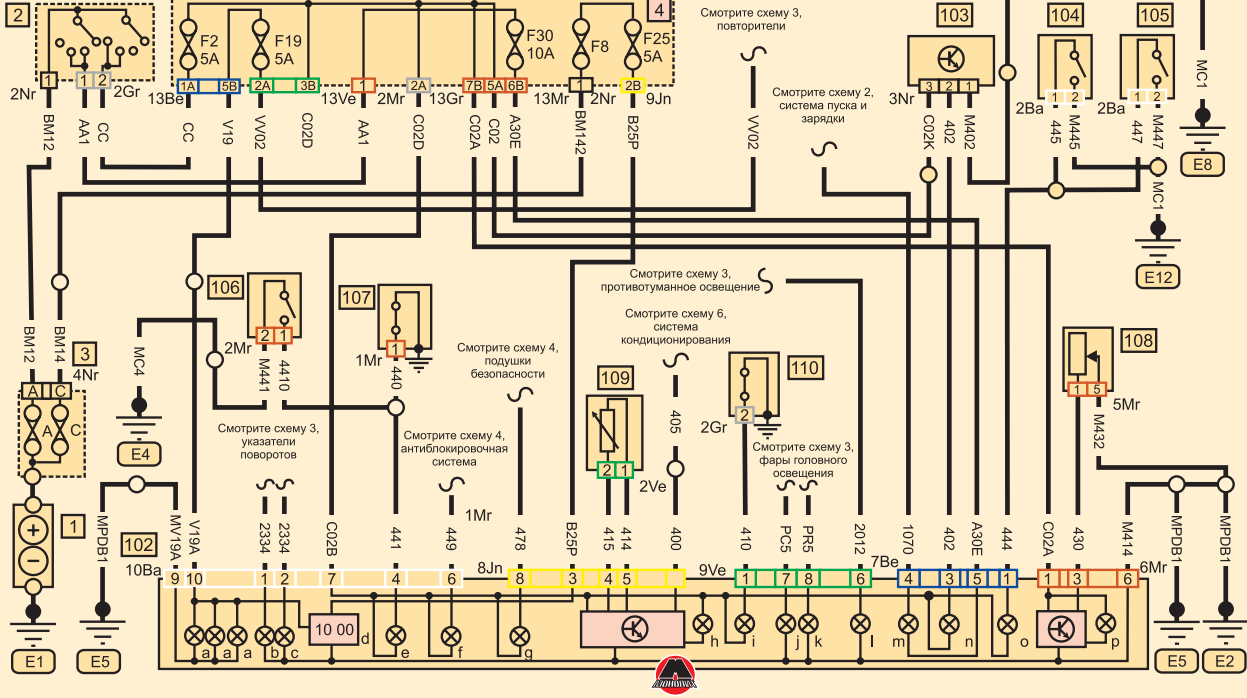 2
1
1 2
2Nr
2Gr
BM12
AA1
CC
F2
5A
F19
5A
F30
10A
F8
F25
5A
4
1A
5B
2A
3B
1
2A
7B 5A 6B
1
2B
13Be
13Ve
2Mr
13Gr
13Mr
2Nr
9Jn
CC
V19
VV02
C02D
AA1
C02D
C02A
C02
A30E
BM142
B25P
Смотрите схему 3,
повторители
VV02
Смотрите схему 2,
система пуска и
зарядки
103
3 2 1
3Nr
C02K
402
M402
104
1 2
2Ba
445
M445
105
1 2
2Ba
447
M447
MC1
E8
MC1
E12
BM12
BM14
3
4Nr
A C
A
C
1
E1
MC4
E4
106
2 1
2Mr
M441
4410
107
1
1Mr
440
Смотрите схему 3,
противотуманное освещение
Смотрите схему 6,
система
кондиционирования
405
Смотрите схему 4,
подушки
безопасности
Смотрите схему 3,
указатели
поворотов
Смотрите схему 4,
антиблокировочная
система
1Mr
109
2 1
2Ve
110
2
2Gr
Смотрите схему 3,
фары головного
освещения
108
1 5
5Mr
M432
MPDB1
E5
102
10Ba
MV19A
V19A
2334
2334
C02B
441
449
478
B25P
415
414
400
410
PC5
PR5
2012
1070
402
A30E
444
C02A
430
M414
MPDB1
MPDB1
8Jn
9Ve
7Be
6Mr
9 10 1 2 7 4 6
8 3 4 5
1 7 8 6
4 3 5 1
1 3 6
a a a b c
10 00
d
e
f
g
h
i
j
k
l
m
n
o
p
E5
E2